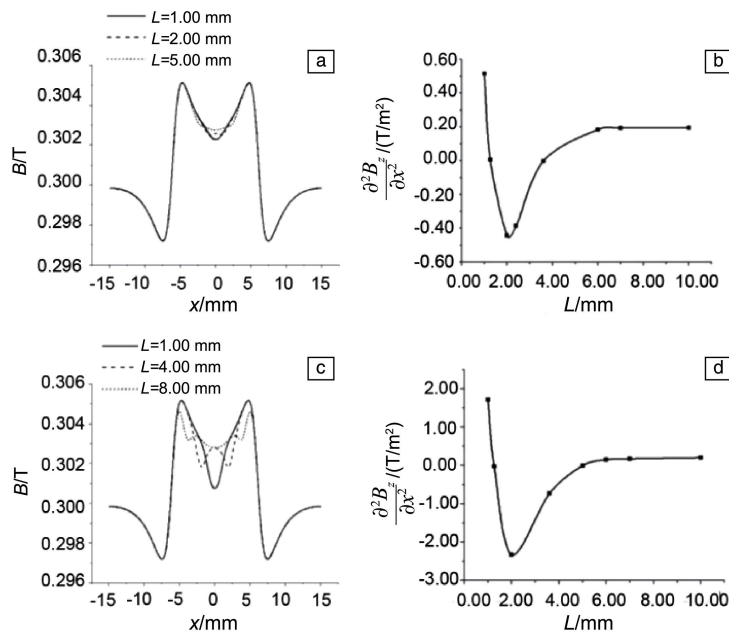 L=1.00 mm
L=2.00 mm
L=5.00 mm
a
0.306
0.304
0.302
0.300
0.298
0.296
B/T
-15 -10 -5 0 5 10 15
x/mm
b
0.60
0.40
0.20
0.00
-0.20
-0.40
-0.60
∂²B_z/∂x² /(T/m²)
0.00 2.00 4.00 6.00 8.00 10.00
L/mm
L=1.00 mm
L=4.00 mm
L=8.00 mm
c
0.306
0.304
0.302
0.300
0.298
0.296
B/T
-15 -10 -5 0 5 10 15
x/mm
d
2.00
1.00
0.00
-1.00
-2.00
-3.00
∂²B_z/∂x² /(T/m²)
0.00 2.00 4.00 6.00 8.00 10.00
L/mm